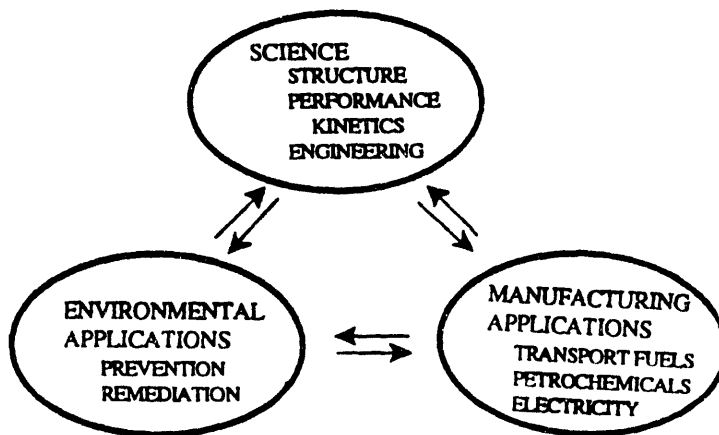 SCIENCE
STRUCTURE
PERFORMANCE
KINETICS
ENGINEERING
ENVIRONMENTAL
APPLICATIONS
PREVENTION
REMEDIATION
MANUFACTURING
APPLICATIONS
TRANSPORT FUELS
PETROCHEMICALS
ELECTRICITY